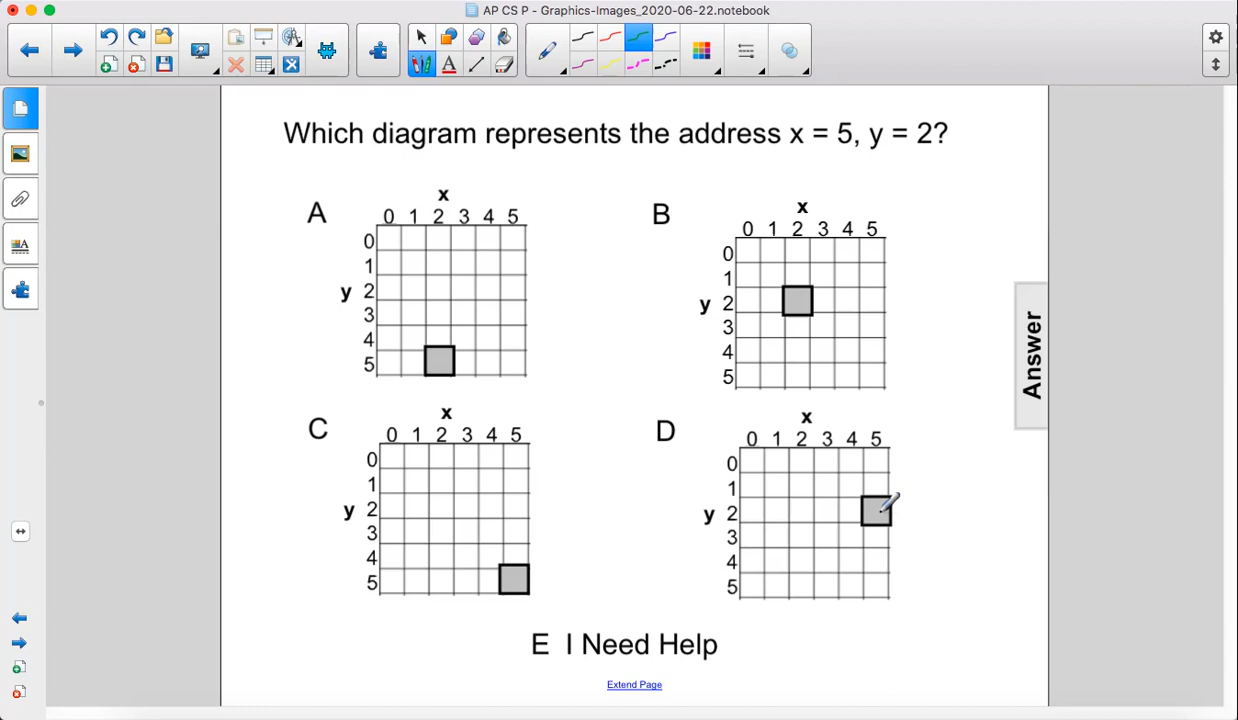 AP CS P - Graphics-Images_2020-06-22.notebook
A
Which diagram represents the address x = 5, y = 2?
A
x
0 1 2 3 4 5
y
0
1
2
3
4
5
B
x
0 1 2 3 4 5
y
0
1
2
3
4
5
C
x
0 1 2 3 4 5
y
0
1
2
3
4
5
D
x
0 1 2 3 4 5
y
0
1
2
3
4
5
Answer
E I Need Help
Extend Page